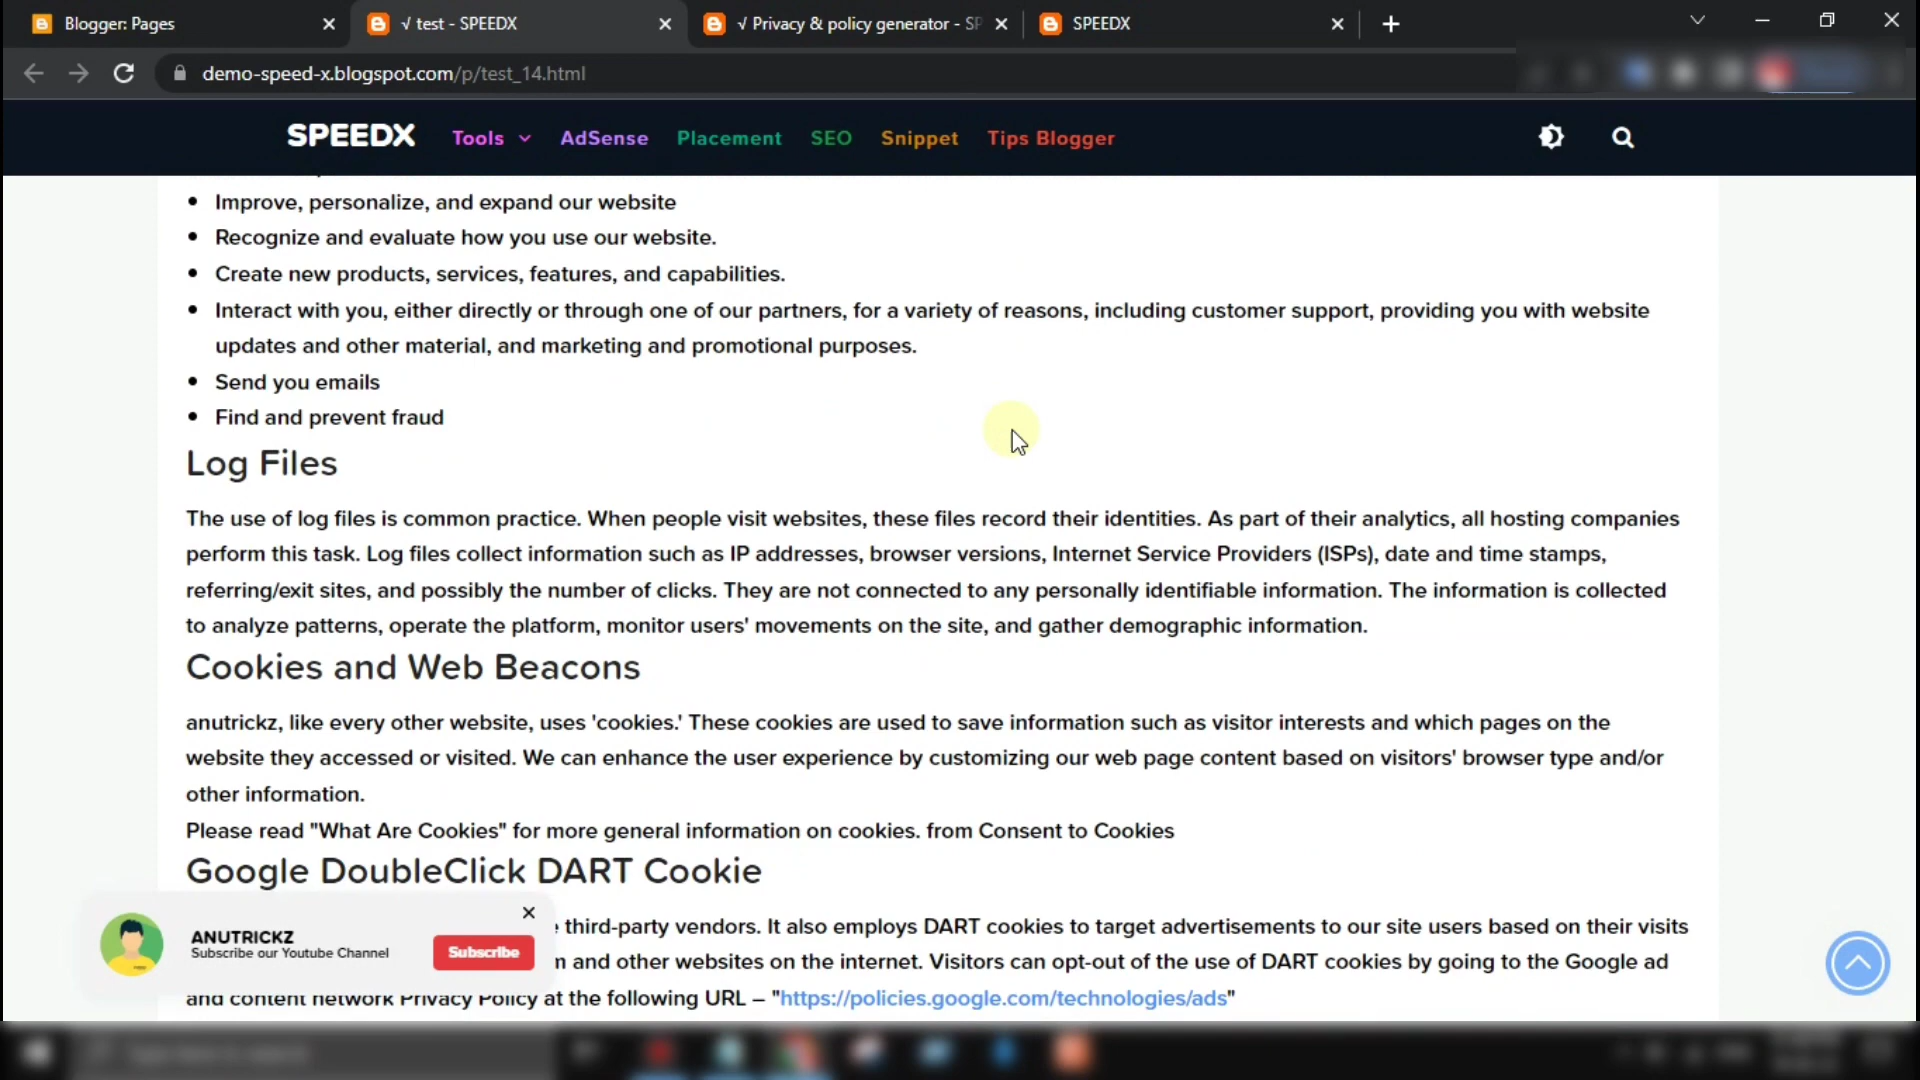 Blogger: Pages
√ test - SPEEDX
√ Privacy & policy generator - SP
SPEEDX
demo-speed-x.blogspot.com/p/test_14.html
SPEEDX Tools AdSense Placement SEO Snippet Tips Blogger
• Improve, personalize, and expand our website
• Recognize and evaluate how you use our website.
• Create new products, services, features, and capabilities.
• Interact with you, either directly or through one of our partners, for a variety of reasons, including customer support, providing you with website
updates and other material, and marketing and promotional purposes.
• Send you emails
• Find and prevent fraud
Log Files
The use of log files is common practice. When people visit websites, these files record their identities. As part of their analytics, all hosting companies
perform this task. Log files collect information such as IP addresses, browser versions, Internet Service Providers (ISPs), date and time stamps,
referring/exit sites, and possibly the number of clicks. They are not connected to any personally identifiable information. The information is collected
to analyze patterns, operate the platform, monitor users' movements on the site, and gather demographic information.
Cookies and Web Beacons
anutrickz, like every other website, uses 'cookies.' These cookies are used to save information such as visitor interests and which pages on the
website they accessed or visited. We can enhance the user experience by customizing our web page content based on visitors' browser type and/or
other information.
Please read "What Are Cookies" for more general information on cookies. from Consent to Cookies
Google DoubleClick DART Cookie
third-party vendors. It also employs DART cookies to target advertisements to our site users based on their visits
and other websites on the internet. Visitors can opt-out of the use of DART cookies by going to the Google ad
and content network Privacy Policy at the following URL – "https://policies.google.com/technologies/ads"
ANUTRICKZ
Subscribe our Youtube Channel
Subscribe